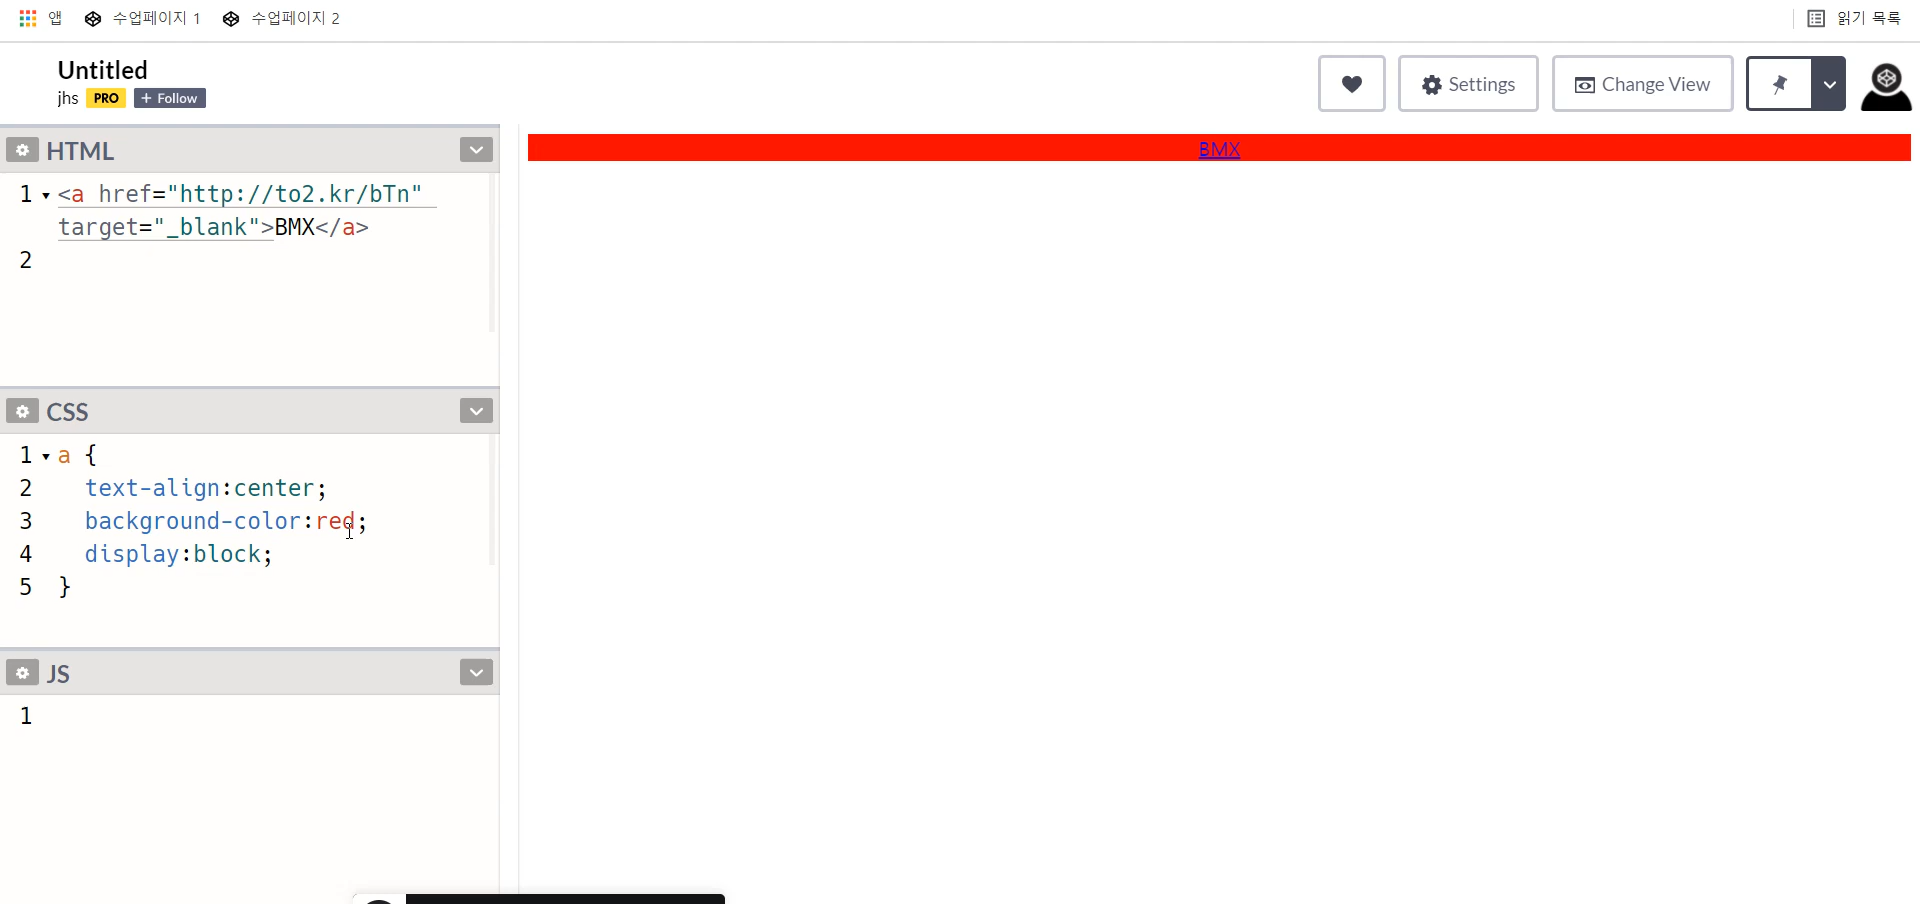 앱 수업페이지 1 수업페이지 2 읽기 목록
Untitled
jhs PRO + Follow
Settings Change View
HTML
1 <a href="http://to2.kr/bTn"
target="_blank">BMX</a>
2
CSS
1 a {
2 text-align:center;
3 background-color:red;
4 display:block;
5 }
JS
1
BMX